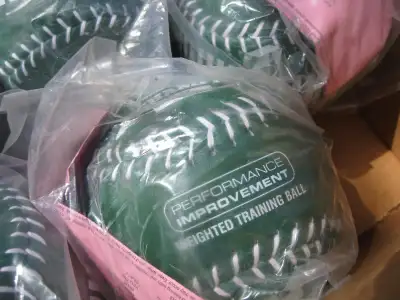 PERFORMANCE
IMPROVEMENT
WEIGHTED TRAINING BALL